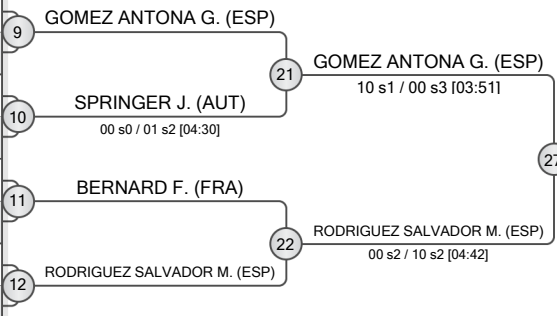 9
GOMEZ ANTONA G. (ESP)
21
GOMEZ ANTONA G. (ESP)
10 s1 / 00 s3 [03:51]
10
SPRINGER J. (AUT)
00 s0 / 01 s2 [04:30]
27
11
BERNARD F. (FRA)
22
RODRIGUEZ SALVADOR M. (ESP)
00 s2 / 10 s2 [04:42]
12
RODRIGUEZ SALVADOR M. (ESP)